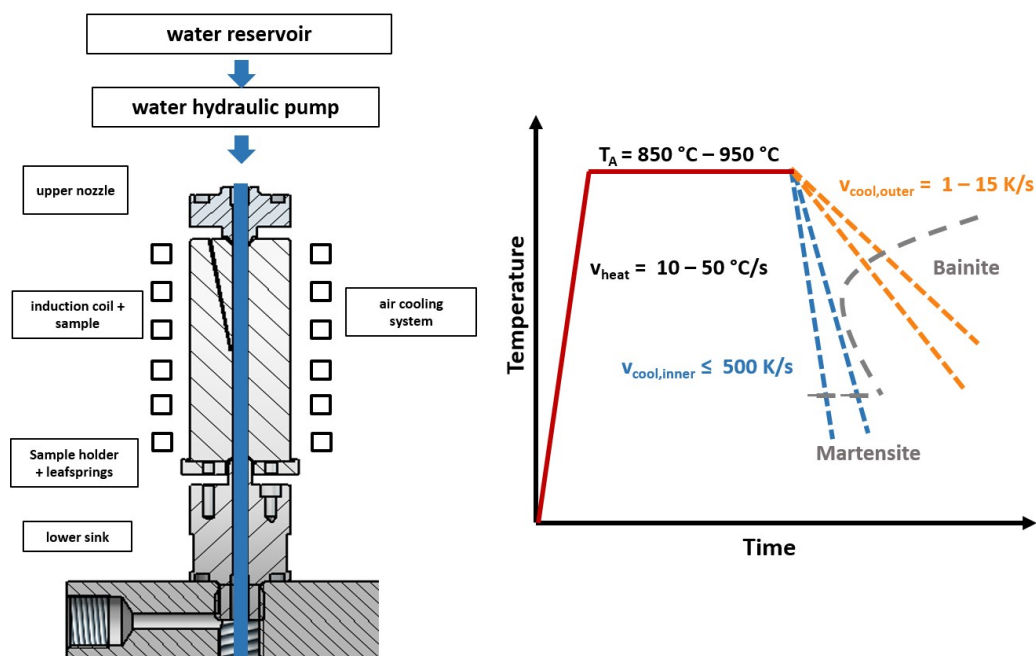 water reservoir
water hydraulic pump
upper nozzle
induction coil +
sample
air cooling
system
Sample holder
+ leafsprings
lower sink
Temperature
T_A = 850 °C – 950 °C
v_cool,outer = 1 – 15 K/s
v_heat = 10 – 50 °C/s
Bainite
v_cool,inner ≤ 500 K/s
Martensite
Time